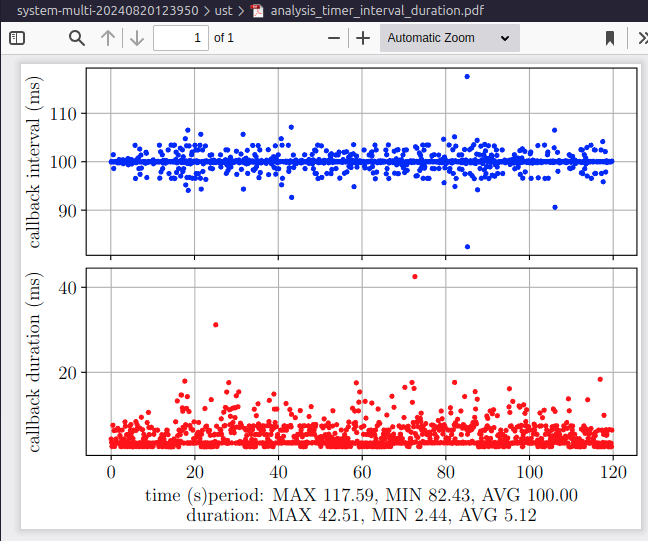 system-multi-20240820123950 > ust > analysis_timer_interval_duration.pdf
1 of 1 Automatic Zoom
callback interval (ms)
110
100
90
callback duration (ms)
40
20
0 20 40 60 80 100 120
time (s)period: MAX 117.59, MIN 82.43, AVG 100.00
duration: MAX 42.51, MIN 2.44, AVG 5.12